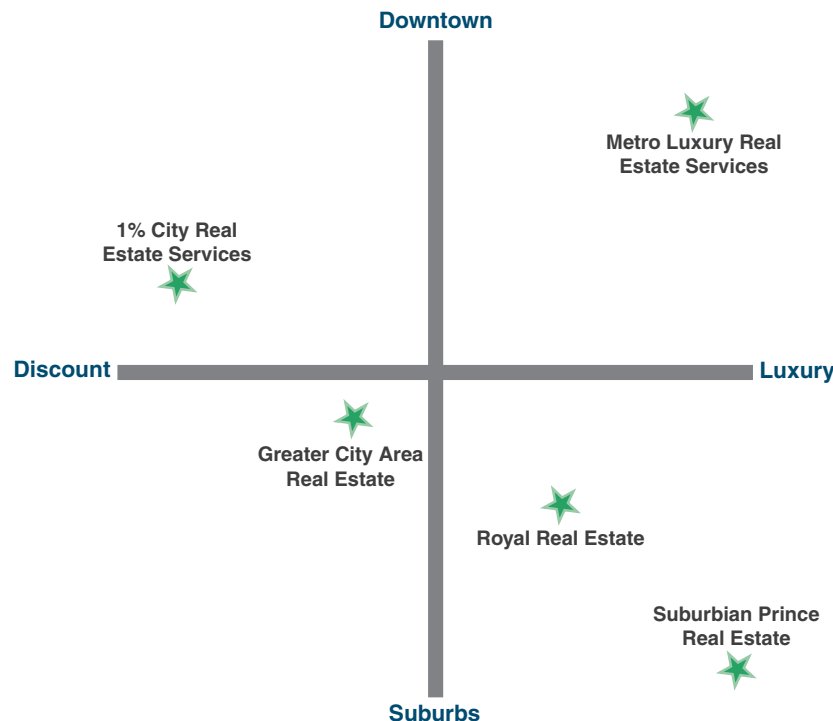 Downtown
Metro Luxury Real
Estate Services
1% City Real
Estate Services
Discount
Luxury
Greater City Area
Real Estate
Royal Real Estate
Suburbian Prince
Real Estate
Suburbs